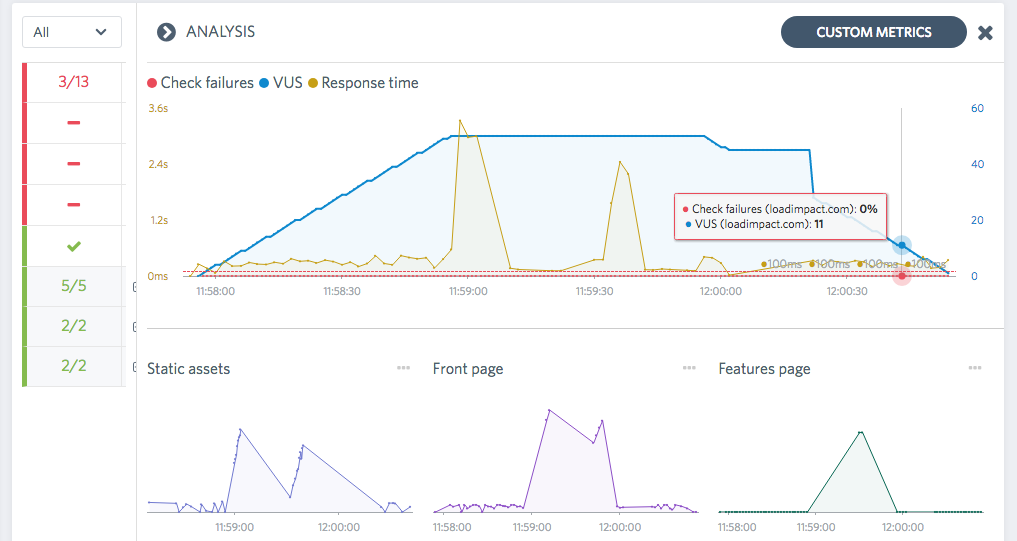 All
ANALYSIS
CUSTOM METRICS
3/13
5/5
2/2
2/2
Check failures VUS Response time
3.6s
2.4s
1.2s
0ms
60
40
20
0
Check failures (loadimpact.com): 0%
VUS (loadimpact.com): 11
100ms 100ms 100ms 100ms
11:58:00 11:58:30 11:59:00 11:59:30 12:00:00 12:00:30
Static assets
11:59:00 12:00:00
Front page
11:58:00 11:59:00 12:00:00
Features page
11:58:00 11:59:00 12:00:00